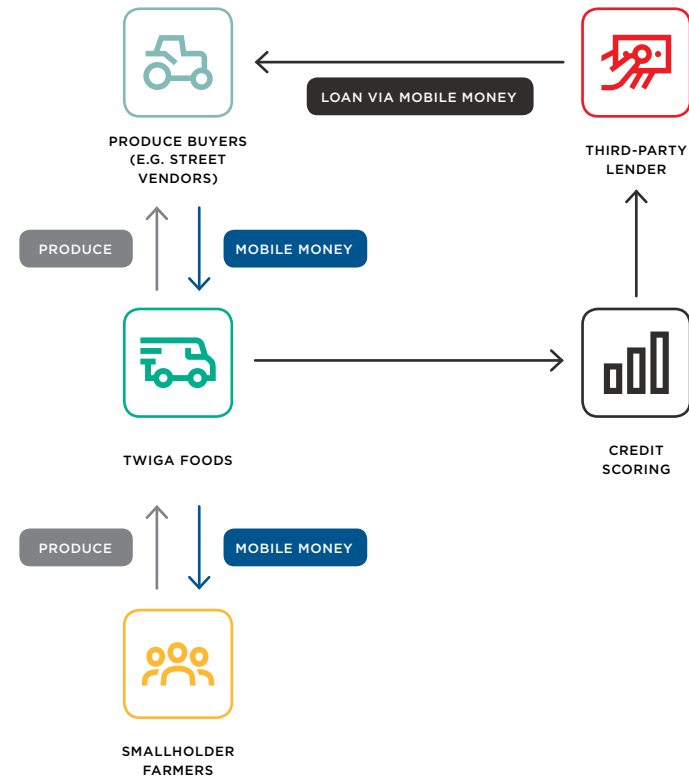 LOAN VIA MOBILE MONEY
PRODUCE BUYERS
(E.G. STREET
VENDORS)
THIRD-PARTY
LENDER
PRODUCE
MOBILE MONEY
TWIGA FOODS
CREDIT
SCORING
PRODUCE
MOBILE MONEY
SMALLHOLDER
FARMERS